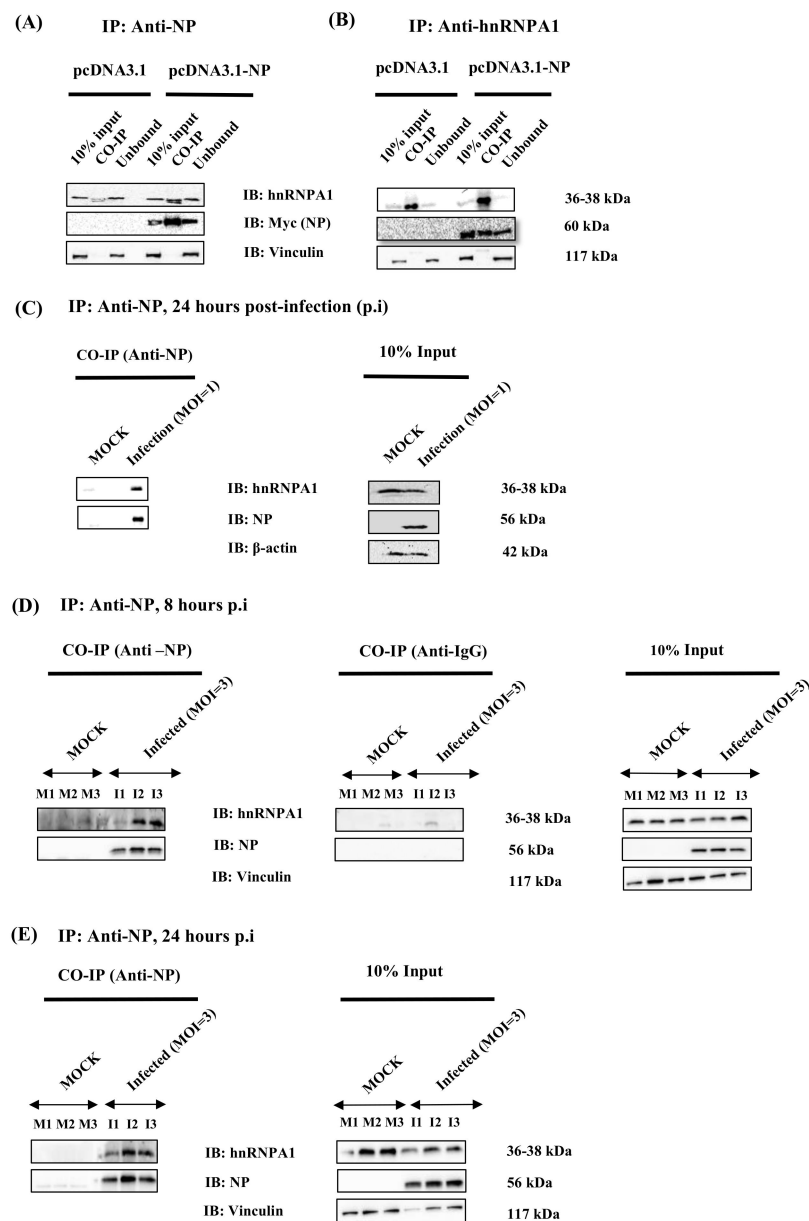 (A)
IP: Anti-NP
pcDNA3.1 pcDNA3.1-NP
10% input CO-IP Unbound 10% input CO-IP Unbound
IB: hnRNPA1
IB: Myc (NP)
IB: Vinculin
(B)
IP: Anti-hnRNPA1
pcDNA3.1 pcDNA3.1-NP
10% input CO-IP Unbound 10% input CO-IP Unbound
36-38 kDa
60 kDa
117 kDa
(C) IP: Anti-NP, 24 hours post-infection (p.i)
CO-IP (Anti-NP) 10% Input
MOCK Infection (MOI=1) MOCK Infection (MOI=1)
IB: hnRNPA1 36-38 kDa
IB: NP 56 kDa
IB: β-actin 42 kDa
(D) IP: Anti-NP, 8 hours p.i
CO-IP (Anti –NP) CO-IP (Anti-IgG) 10% Input
MOCK Infected (MOI=3) MOCK Infected (MOI=3) MOCK Infected (MOI=3)
M1 M2 M3 I1 I2 I3 M1 M2 M3 I1 I2 I3 M1 M2 M3 I1 I2 I3
IB: hnRNPA1 36-38 kDa
IB: NP 56 kDa
IB: Vinculin 117 kDa
(E) IP: Anti-NP, 24 hours p.i
CO-IP (Anti-NP) 10% Input
MOCK Infected (MOI=3) MOCK Infected (MOI=3)
M1 M2 M3 I1 I2 I3 M1 M2 M3 I1 I2 I3
IB: hnRNPA1 36-38 kDa
IB: NP 56 kDa
IB: Vinculin 117 kDa